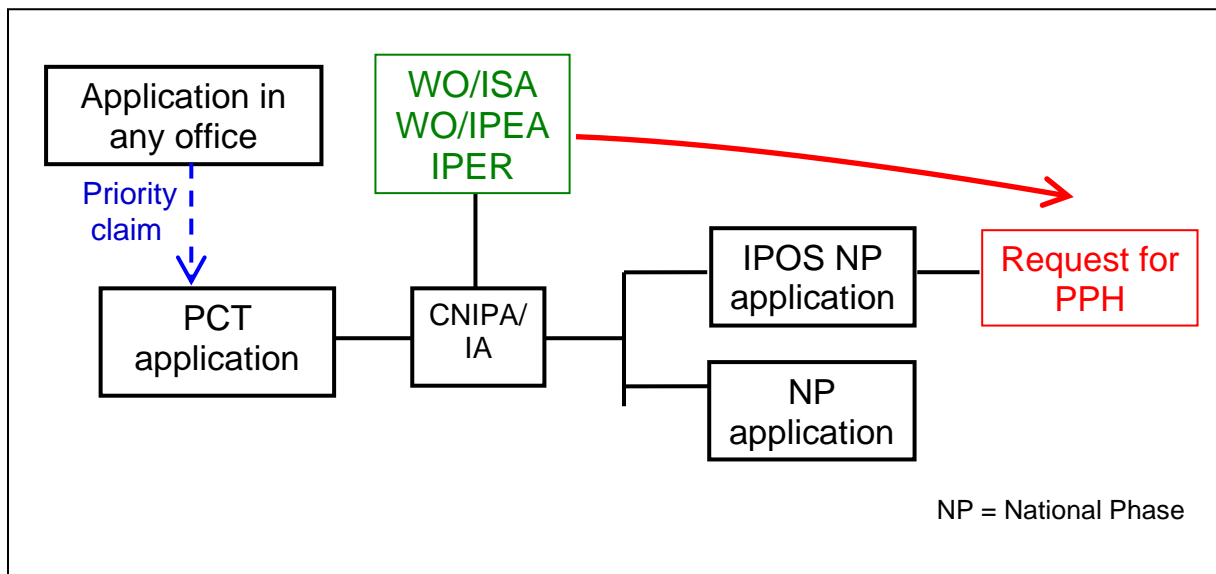 Application in
any office
Priority
claim
PCT
application
WO/ISA
WO/IPEA
IPER
CNIPA/
IA
IPOS NP
application
Request for
PPH
NP
application
NP = National Phase